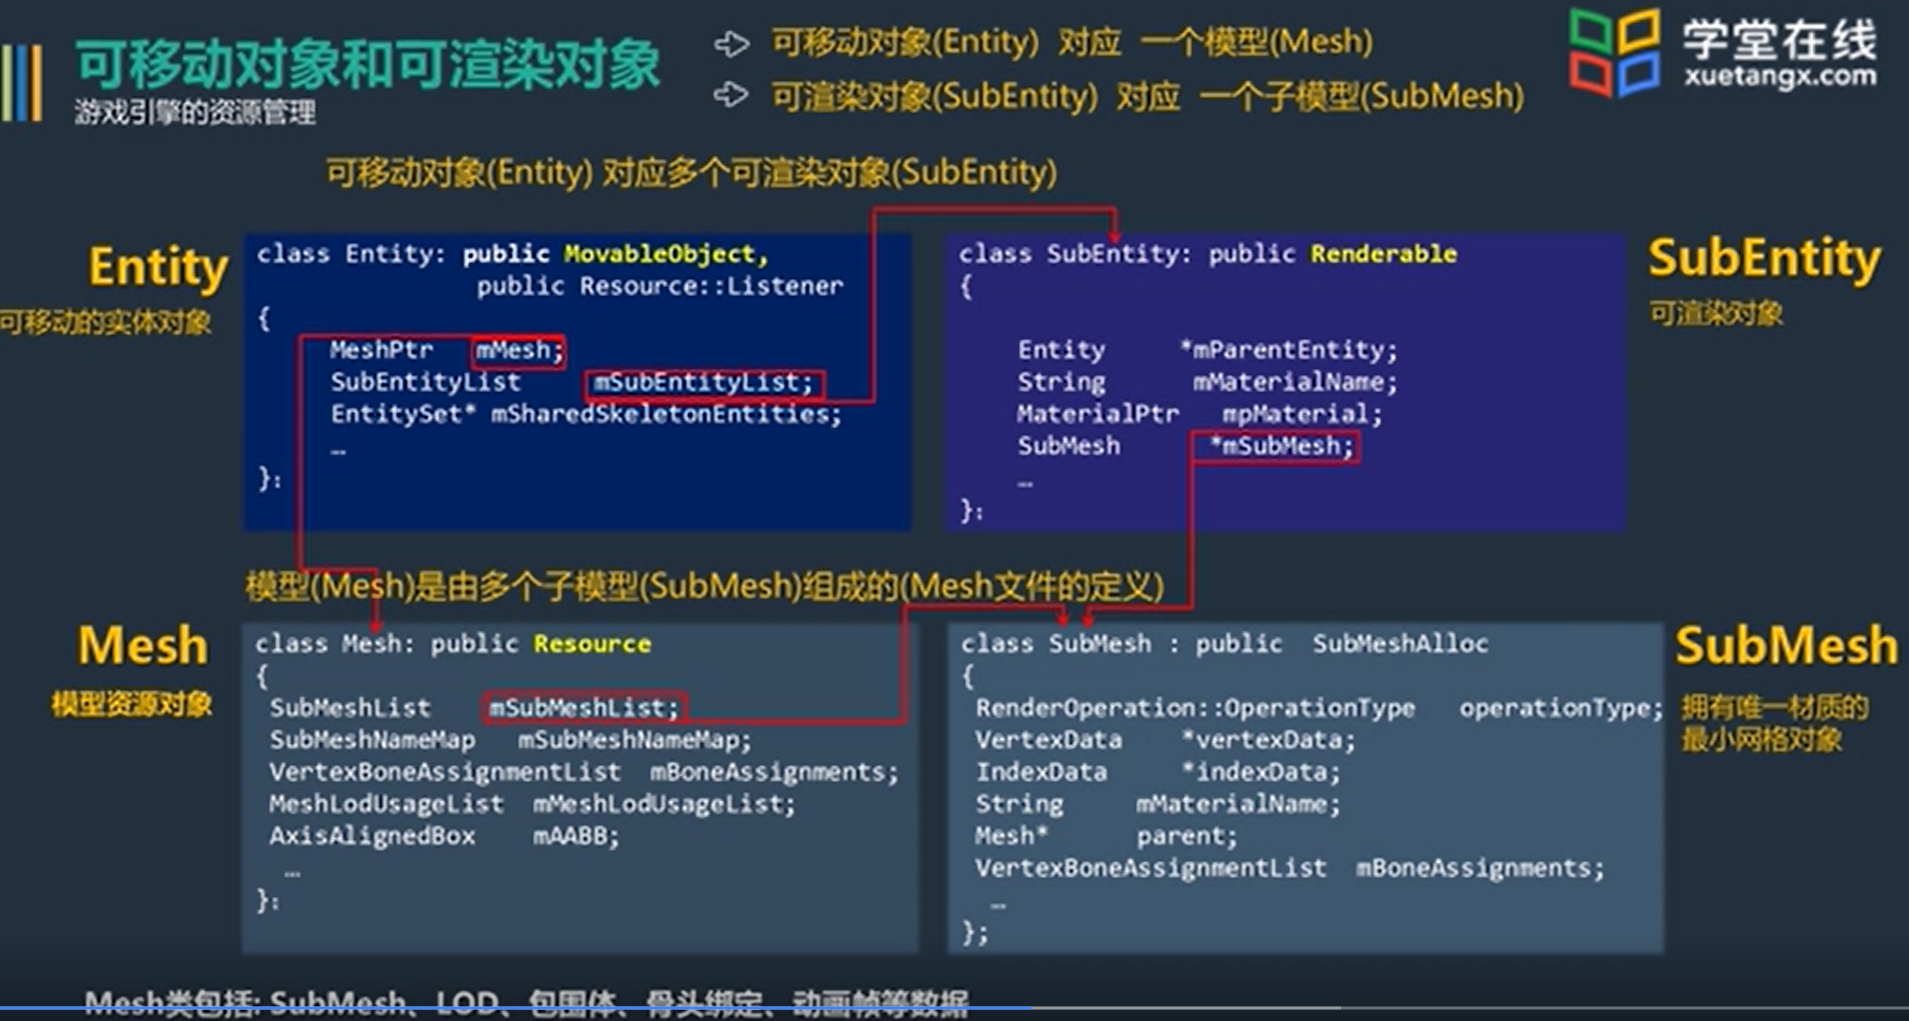 可移动对象和可渲染对象
游戏引擎的资源管理
可移动对象(Entity) 对应 一个模型(Mesh)
可渲染对象(SubEntity) 对应 一个子模型(SubMesh)
学堂在线
xuetangx.com
可移动对象(Entity) 对应多个可渲染对象(SubEntity)
Entity
可移动的实体对象
class Entity: public MovableObject,
public Resource::Listener
{
MeshPtr mMesh;
SubEntityList mSubEntityList;
EntitySet* mSharedSkeletonEntities;
…
}:
class SubEntity: public Renderable
{
Entity *mParentEntity;
String mMaterialName;
MaterialPtr mpMaterial;
SubMesh *mSubMesh;
…
}:
SubEntity
可渲染对象
模型(Mesh)是由多个子模型(SubMesh)组成的(Mesh文件的定义)
Mesh
模型资源对象
class Mesh: public Resource
{
SubMeshList mSubMeshList;
SubMeshNameMap mSubMeshNameMap;
VertexBoneAssignmentList mBoneAssignments;
MeshLodUsageList mMeshLodUsageList;
AxisAlignedBox mAABB;
…
}:
class SubMesh : public SubMeshAlloc
{
RenderOperation::OperationType operationType;
VertexData *vertexData;
IndexData *indexData;
String mMaterialName;
Mesh* parent;
VertexBoneAssignmentList mBoneAssignments;
…
};
SubMesh
拥有唯一材质的
最小网格对象
Mesh类包括: SubMesh、LOD、包围体、骨头绑定、动画帧等数据